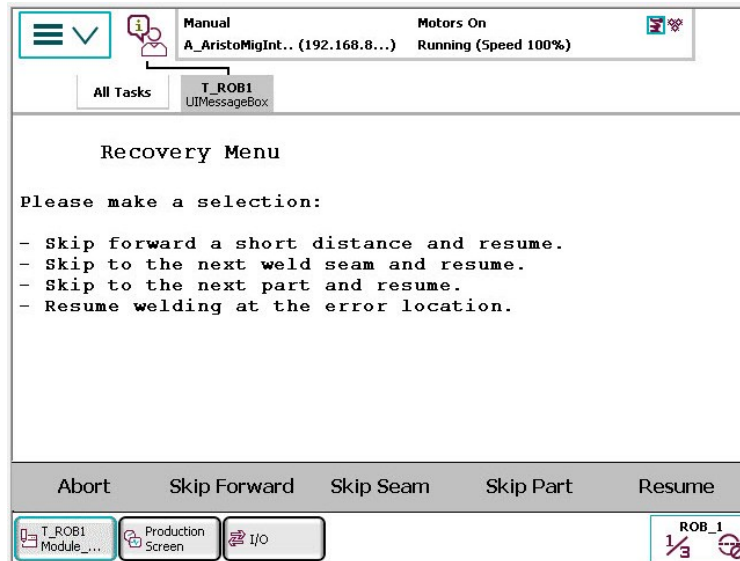 Manual
Motors On
A_AristoMigInt.. (192.168.8...)
Running (Speed 100%)
All Tasks
T_ROB1
UIMessageBox
Recovery Menu
Please make a selection:
- Skip forward a short distance and resume.
- Skip to the next weld seam and resume.
- Skip to the next part and resume.
- Resume welding at the error location.
Abort
Skip Forward
Skip Seam
Skip Part
Resume
T_ROB1
Module_...
Production
Screen
I/O
ROB_1
1/3